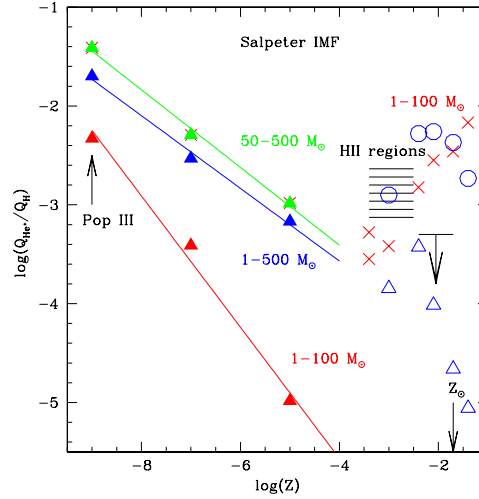 -1
Salpeter IMF
1-100 M⊙
-2
50-500 M⊙
HII regions
log(Q_He+/Q_H)
-3
Pop III
1-500 M⊙
-4
1-100 M⊙
Z⊙
-5
-8
-6
-4
-2
log(Z)